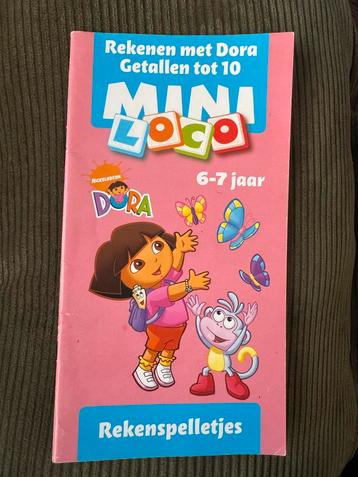 Rekenen met Dora
Getallen tot 10
MINI
LOCO
6-7 jaar
NICKELODEON
DORA
Rekenspelletjes